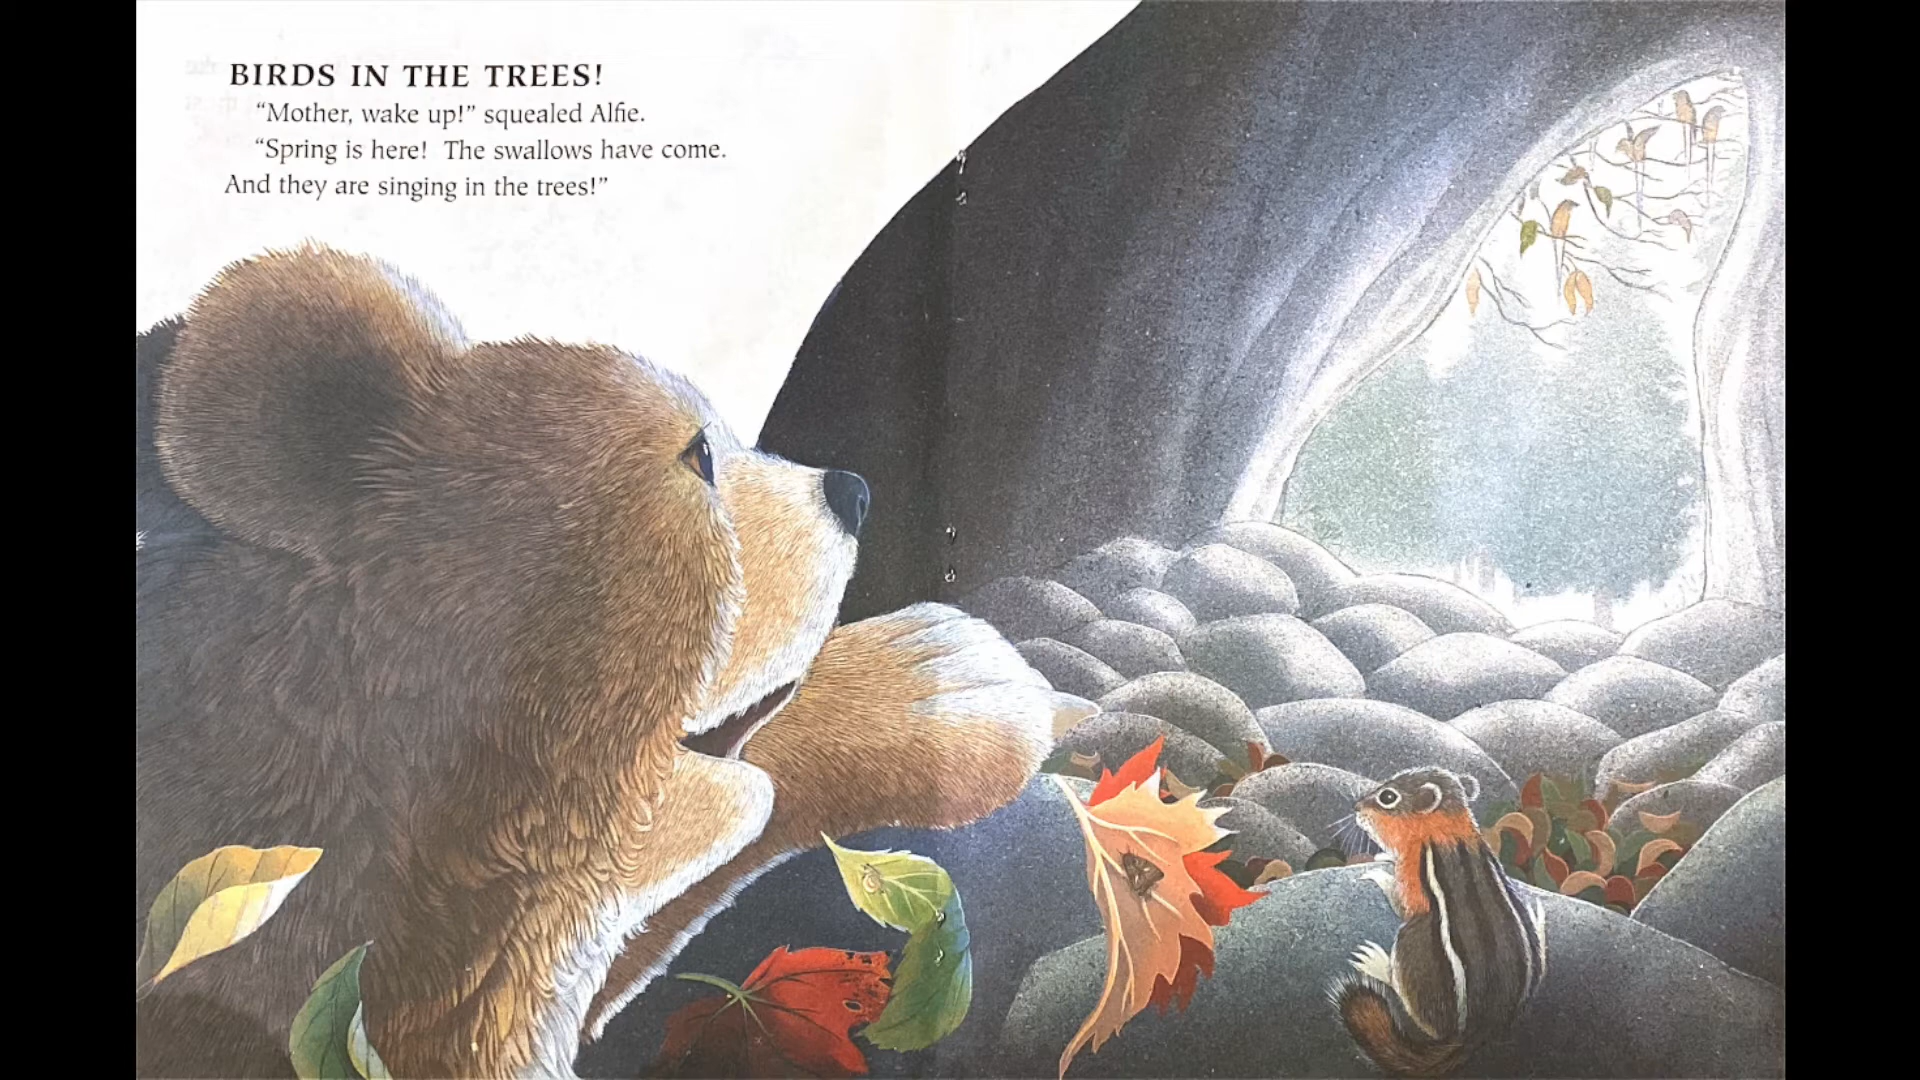 BIRDS IN THE TREES!
“Mother, wake up!” squealed Alfie.
“Spring is here! The swallows have come.
And they are singing in the trees!”